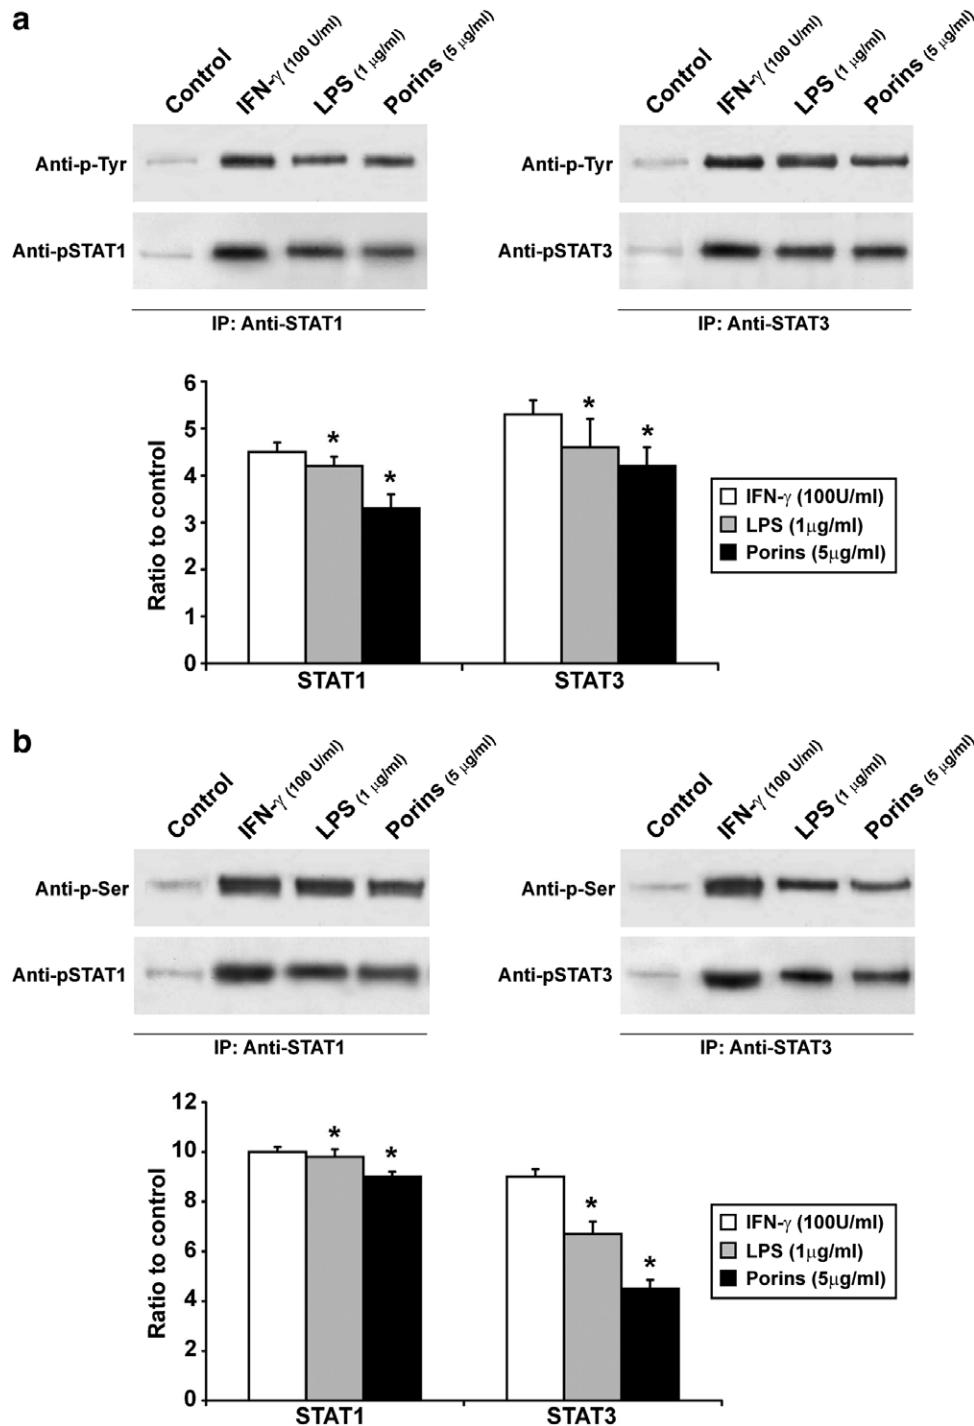 a
Control
IFN-γ (100 U/ml)
LPS (1 μg/ml)
Porins (5 μg/ml)
Control
IFN-γ (100 U/ml)
LPS (1 μg/ml)
Porins (5 μg/ml)
Anti-p-Tyr
Anti-p-Tyr
Anti-pSTAT1
Anti-pSTAT3
IP: Anti-STAT1
IP: Anti-STAT3
6
5
4
3
2
1
0
Ratio to control
*
*
*
*
STAT1
STAT3
IFN-γ (100U/ml)
LPS (1μg/ml)
Porins (5μg/ml)
b
Control
IFN-γ (100 U/ml)
LPS (1 μg/ml)
Porins (5 μg/ml)
Control
IFN-γ (100 U/ml)
LPS (1 μg/ml)
Porins (5 μg/ml)
Anti-p-Ser
Anti-p-Ser
Anti-pSTAT1
Anti-pSTAT3
IP: Anti-STAT1
IP: Anti-STAT3
12
10
8
6
4
2
0
Ratio to control
*
*
*
*
STAT1
STAT3
IFN-γ (100U/ml)
LPS (1μg/ml)
Porins (5μg/ml)